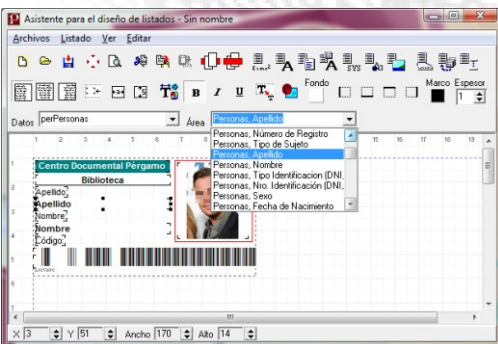 Asistente para el diseño de listados - Sin nombre
Archivos Listado Ver Editar
SYS
B I U Fondo Marco Espesor
1
Datos perPersonas Área Personas, Apellido
Personas, Número de Registro
Personas, Tipo de Sujeto
Personas, Apellido
Personas, Nombre
Personas, Tipo Identificacion (DNI,
Personas, Nro. Identificación (DNI,
Personas, Sexo
Personas, Fecha de Nacimiento
Centro Documental Pérgamo
Biblioteca
Apellido
Apellido
Nombre
Nombre
Código
X 3 Y 51 Ancho 170 Alto 14